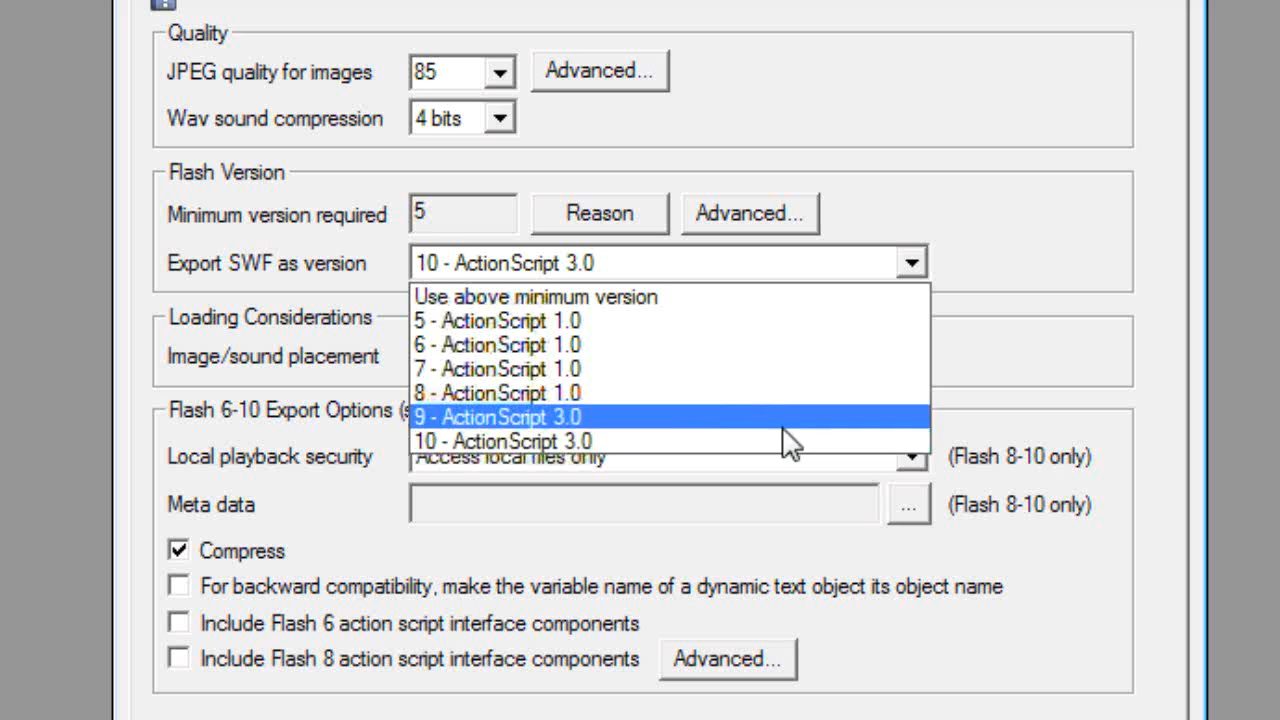 Quality
JPEG quality for images 85 Advanced...
Wav sound compression 4 bits
Flash Version
Minimum version required 5 Reason Advanced...
Export SWF as version 10 - ActionScript 3.0
Use above minimum version
5 - ActionScript 1.0
6 - ActionScript 1.0
7 - ActionScript 1.0
8 - ActionScript 1.0
9 - ActionScript 3.0
10 - ActionScript 3.0
Loading Considerations
Image/sound placement
Flash 6-10 Export Options (s
Local playback security Access local files only (Flash 8-10 only)
Meta data ... (Flash 8-10 only)
Compress
For backward compatibility, make the variable name of a dynamic text object its object name
Include Flash 6 action script interface components
Include Flash 8 action script interface components Advanced...